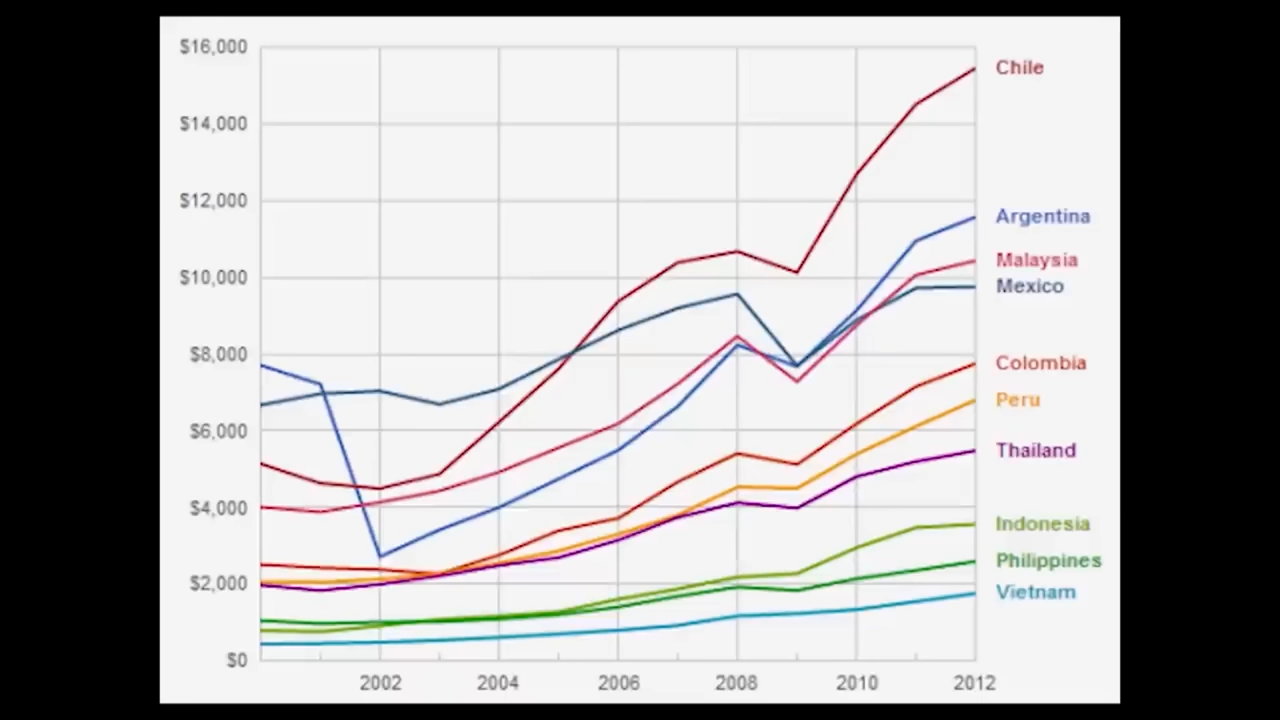 $16,000
Chile
$14,000
$12,000
Argentina
Malaysia
$10,000
Mexico
$8,000
Colombia
Peru
$6,000
Thailand
$4,000
Indonesia
Philippines
$2,000
Vietnam
$0
2002 2004 2006 2008 2010 2012